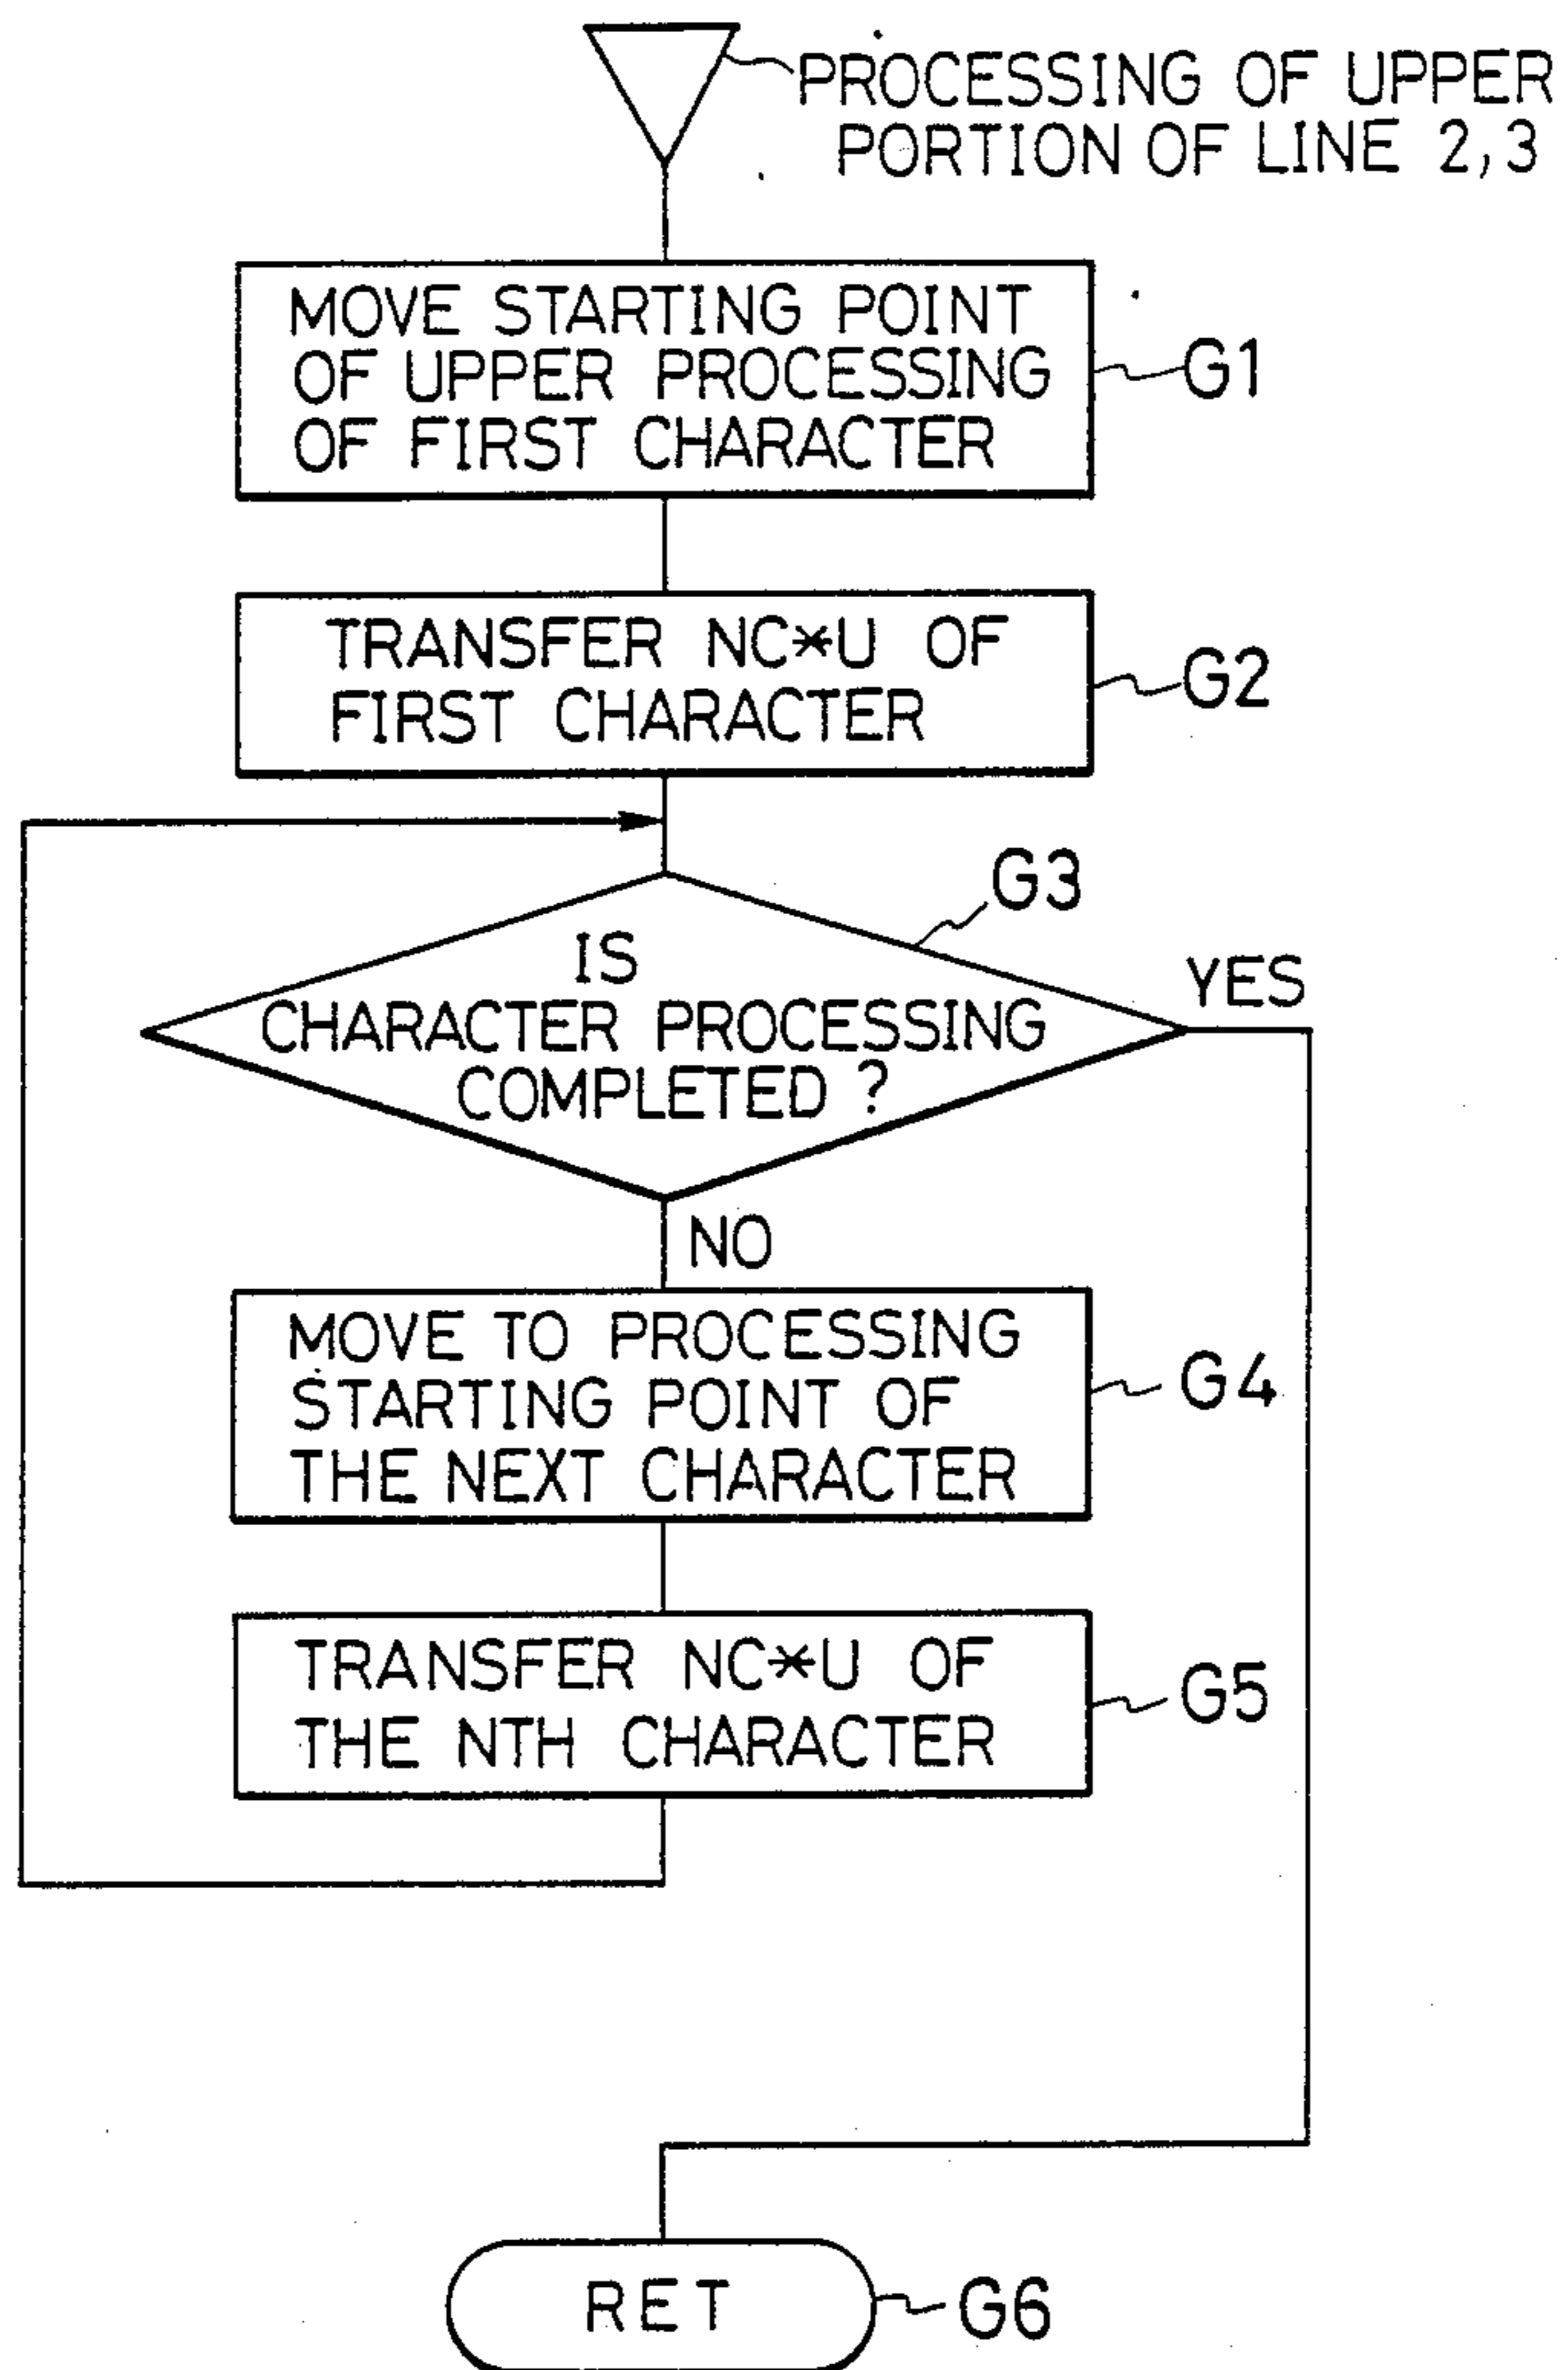 PROCESSING OF UPPER
PORTION OF LINE 2,3
MOVE STARTING POINT
OF UPPER PROCESSING
OF FIRST CHARACTER
G1
TRANSFER NC*U OF
FIRST CHARACTER
G2
G3
IS
CHARACTER PROCESSING
COMPLETED ?
YES
NO
MOVE TO PROCESSING
STARTING POINT OF
THE NEXT CHARACTER
G4
TRANSFER NC*U OF
THE NTH CHARACTER
G5
RET
G6